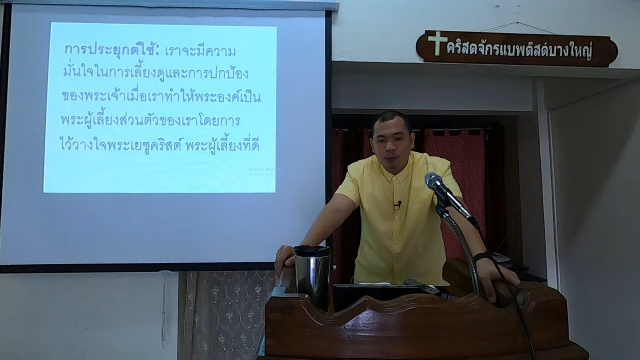 การประยุกต์ใช้: เราจะมีความ
มั่นใจในการเลี้ยงดูและการปกป้อง
ของพระเจ้าเมื่อเราทำให้พระองค์เป็น
พระผู้เลี้ยงส่วนตัวของเราโดยการ
ไว้วางใจพระเยซูคริสต์ พระผู้เลี้ยงที่ดี
คริสตจักรแบพติสต์บางใหญ่